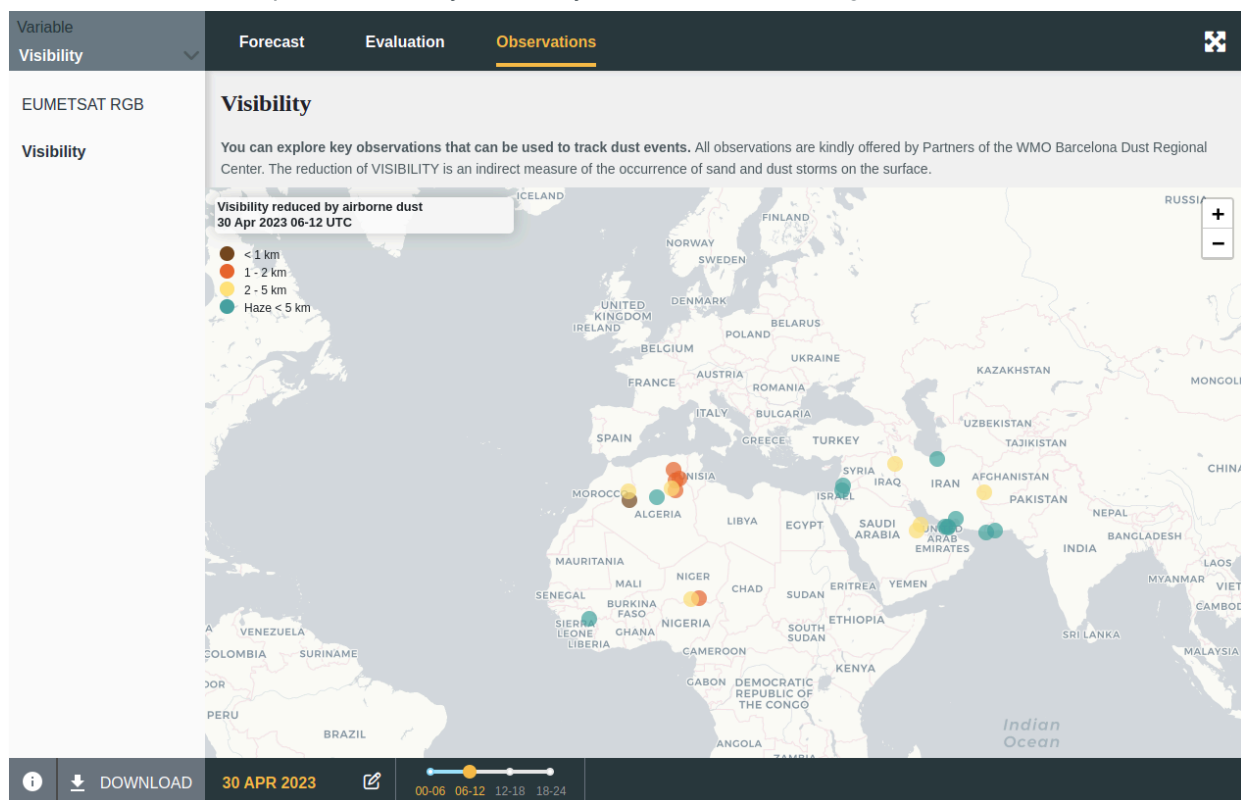 Variable
Visibility
Forecast
Evaluation
Observations
EUMETSAT RGB
Visibility
Visibility
You can explore key observations that can be used to track dust events. All observations are kindly offered by Partners of the WMO Barcelona Dust Regional
Center. The reduction of VISIBILITY is an indirect measure of the occurrence of sand and dust storms on the surface.
Visibility reduced by airborne dust
30 Apr 2023 06-12 UTC
< 1 km
1 - 2 km
2 - 5 km
Haze < 5 km
+
−
ICELAND
RUSSIA
FINLAND
NORWAY
SWEDEN
UNITED
KINGDOM
DENMARK
IRELAND
BELARUS
POLAND
BELGIUM
UKRAINE
AUSTRIA
KAZAKHSTAN
FRANCE
ROMANIA
MONGOLI
ITALY
BULGARIA
UZBEKISTAN
SPAIN
GREECE
TURKEY
TAJIKISTAN
CHINA
SYRIA
NISIA
IRAQ
IRAN
AFGHANISTAN
MOROCCO
ISRAEL
PAKISTAN
ALGERIA
LIBYA
EGYPT
SAUDI
ARABIA
UNITED
ARAB
EMIRATES
NEPAL
BANGLADESH
INDIA
MAURITANIA
LAOS
MALI
NIGER
CHAD
SUDAN
ERITREA
YEMEN
MYANMAR
VIET
SENEGAL
BURKINA
FASO
CAMBOD
SIERRA
LEONE
GHANA
NIGERIA
SOUTH
SUDAN
ETHIOPIA
LIBERIA
SRI LANKA
VENEZUELA
COLOMBIA
SURINAME
CAMEROON
MALAYSIA
KENYA
GABON
DEMOCRATIC
REPUBLIC OF
THE CONGO
PERU
BRAZIL
ANGOLA
ZAMBIA
Indian
Ocean
DOWNLOAD
30 APR 2023
00-06
06-12
12-18
18-24